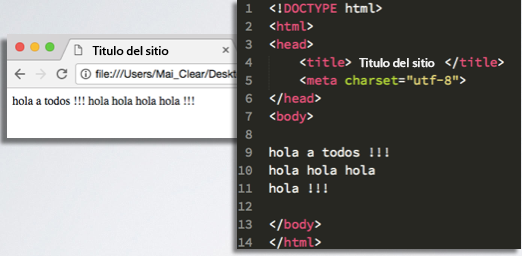 Titulo del sitio
file:///Users/Mai_Clear/Deskto
hola a todos !!! hola hola hola hola !!!
1 <!DOCTYPE html>
2 <html>
3 <head>
4 <title> Titulo del sitio </title>
5 <meta charset="utf-8">
6 </head>
7 <body>
8
9 hola a todos !!!
10 hola hola hola
11 hola !!!
12
13 </body>
14 </html>